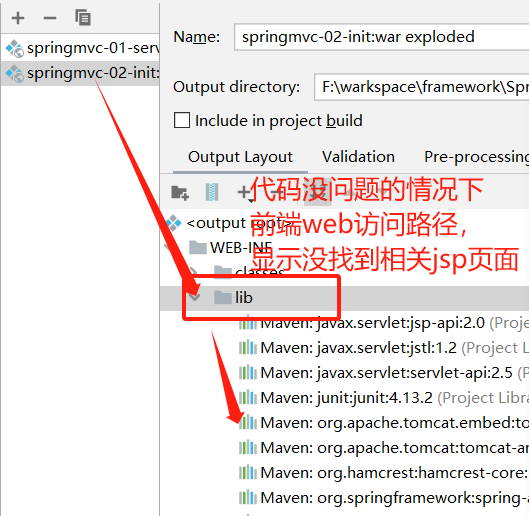 springmvc-01-serv
springmvc-02-init:
Name: springmvc-02-init:war exploded
Output directory: F:\warkspace\framework\Spr
Include in project build
Output Layout Validation Pre-processing
代码没问题的情况下
<output root>
前端web访问路径,
WEB-INF
显示没找到相关jsp页面
classes
lib
Maven: javax.servlet:jsp-api:2.0 (Proj
Maven: javax.servlet:jstl:1.2 (Project L
Maven: javax.servlet:servlet-api:2.5 (
Maven: junit:junit:4.13.2 (Project Libra
Maven: org.apache.tomcat.embed:to
Maven: org.apache.tomcat:tomcat-an
Maven: org.hamcrest:hamcrest-core:
Maven: org.springframework:spring-a